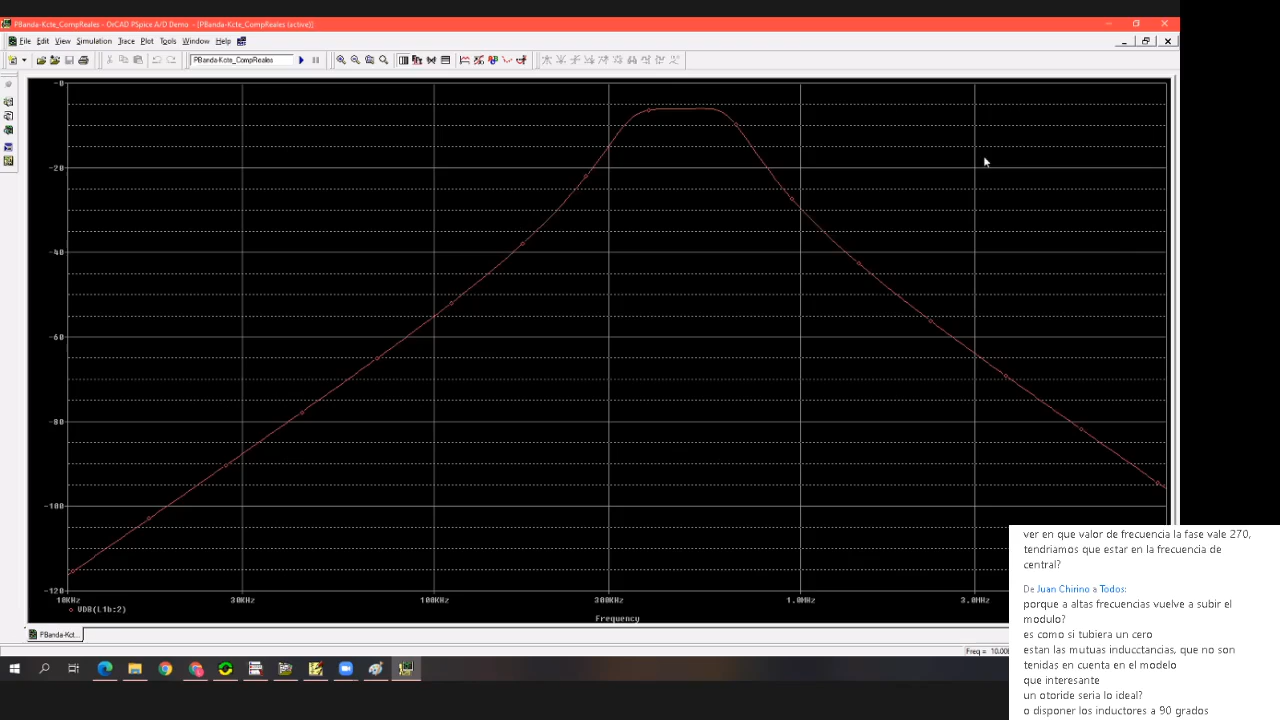 PBanda-Kcte_CompReales - OrCAD PSpice A/D Demo - [PBanda-Kcte_CompReales (active)]
File Edit View Simulation Trace Plot Tools Window Help
PBanda-Kcte_CompReales
-0
-20
-40
-60
-80
-100
-120
10KHz 30KHz 100KHz 300KHz 1.0MHz 3.0MHz
VDB(L1b:2)
Frequency
PBanda-Kct...
Freq = 10.00
ver en que valor de frecuencia la fase vale 270,
tendriamos que estar en la frecuencia de
central?
De Juan Chirino a Todos:
porque a altas frecuencias vuelve a subir el
modulo?
es como si tubiera un cero
estan las mutuas inducctancias, que no son
tenidas en cuenta en el modelo
que interesante
un otoride seria lo ideal?
o disponer los inductores a 90 grados